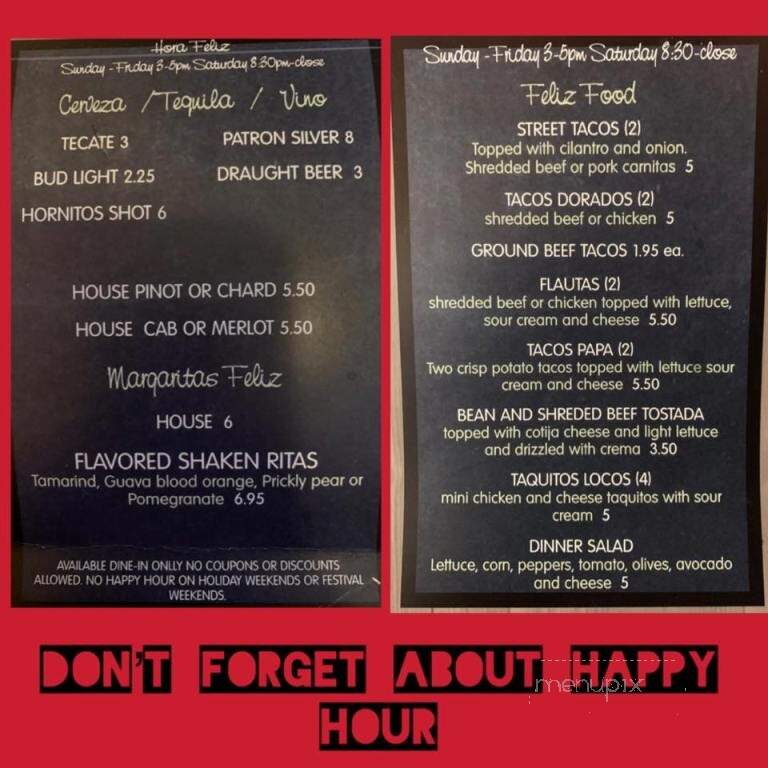 Hora Feliz
Sunday - Friday 3-5pm Saturday 8:30pm-close
Cerveza / Tequila / Vino
TECATE 3
PATRON SILVER 8
BUD LIGHT 2.25
DRAUGHT BEER 3
HORNITOS SHOT 6
HOUSE PINOT OR CHARD 5.50
HOUSE CAB OR MERLOT 5.50
Margaritas Feliz
HOUSE 6
FLAVORED SHAKEN RITAS
Tamarind, Guava blood orange, Prickly pear or
Pomegranate 6.95
AVAILABLE DINE-IN ONLLY NO COUPONS OR DISCOUNTS
ALLOWED. NO HAPPY HOUR ON HOLIDAY WEEKENDS OR FESTIVAL
WEEKENDS.
Sunday - Friday 3-5pm Saturday 8:30-close
Feliz Food
STREET TACOS (2)
Topped with cilantro and onion.
Shredded beef or pork carnitas 5
TACOS DORADOS (2)
shredded beef or chicken 5
GROUND BEEF TACOS 1.95 ea.
FLAUTAS (2)
shredded beef or chicken topped with lettuce,
sour cream and cheese 5.50
TACOS PAPA (2)
Two crisp potato tacos topped with lettuce sour
cream and cheese 5.50
BEAN AND SHREDED BEEF TOSTADA
topped with cotija cheese and light lettuce
and drizzled with crema 3.50
TAQUITOS LOCOS (4)
mini chicken and cheese taquitos with sour
cream 5
DINNER SALAD
Lettuce, corn, peppers, tomato, olives, avocado
and cheese 5
DON'T FORGET ABOUT HAPPY
HOUR
menupix